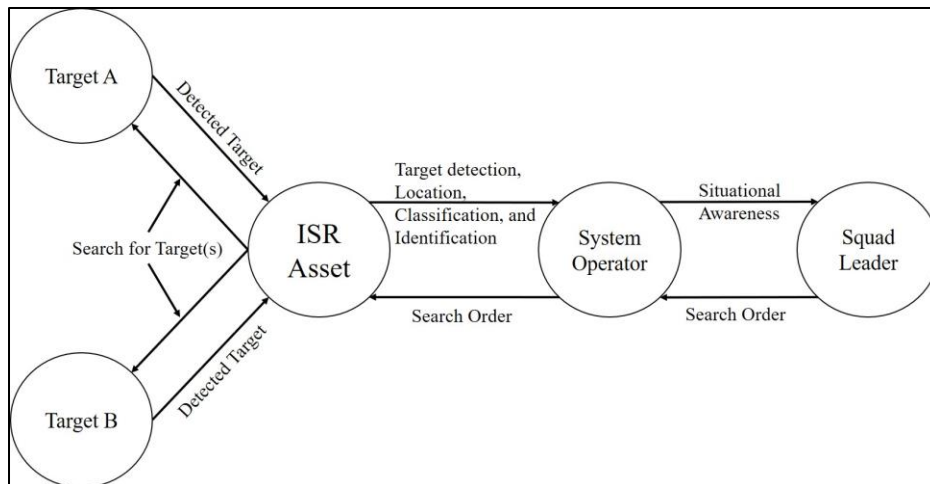 Target A
Detected Target
Search for Target(s)
ISR
Asset
Target detection,
Location,
Classification, and
Identification
System
Operator
Situational
Awareness
Squad
Leader
Search Order
Search Order
Target B
Detected Target